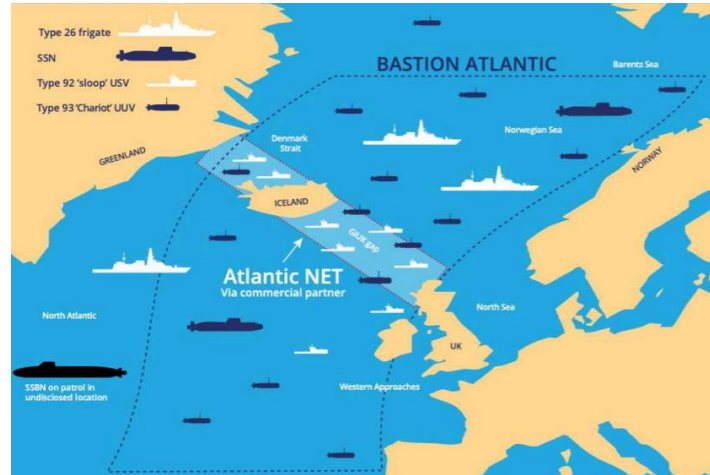 Type 26 frigate
SSN
Type 92 'sloop' USV
Type 93 'Chariot' UUV
BASTION ATLANTIC
Barents Sea
Norwegian Sea
Denmark
Strait
GREENLAND
NORWAY
ICELAND
GIUK gap
Atlantic NET
Via commercial partner
North Atlantic
North Sea
UK
SSBN on patrol in
undisclosed location
Western Approaches